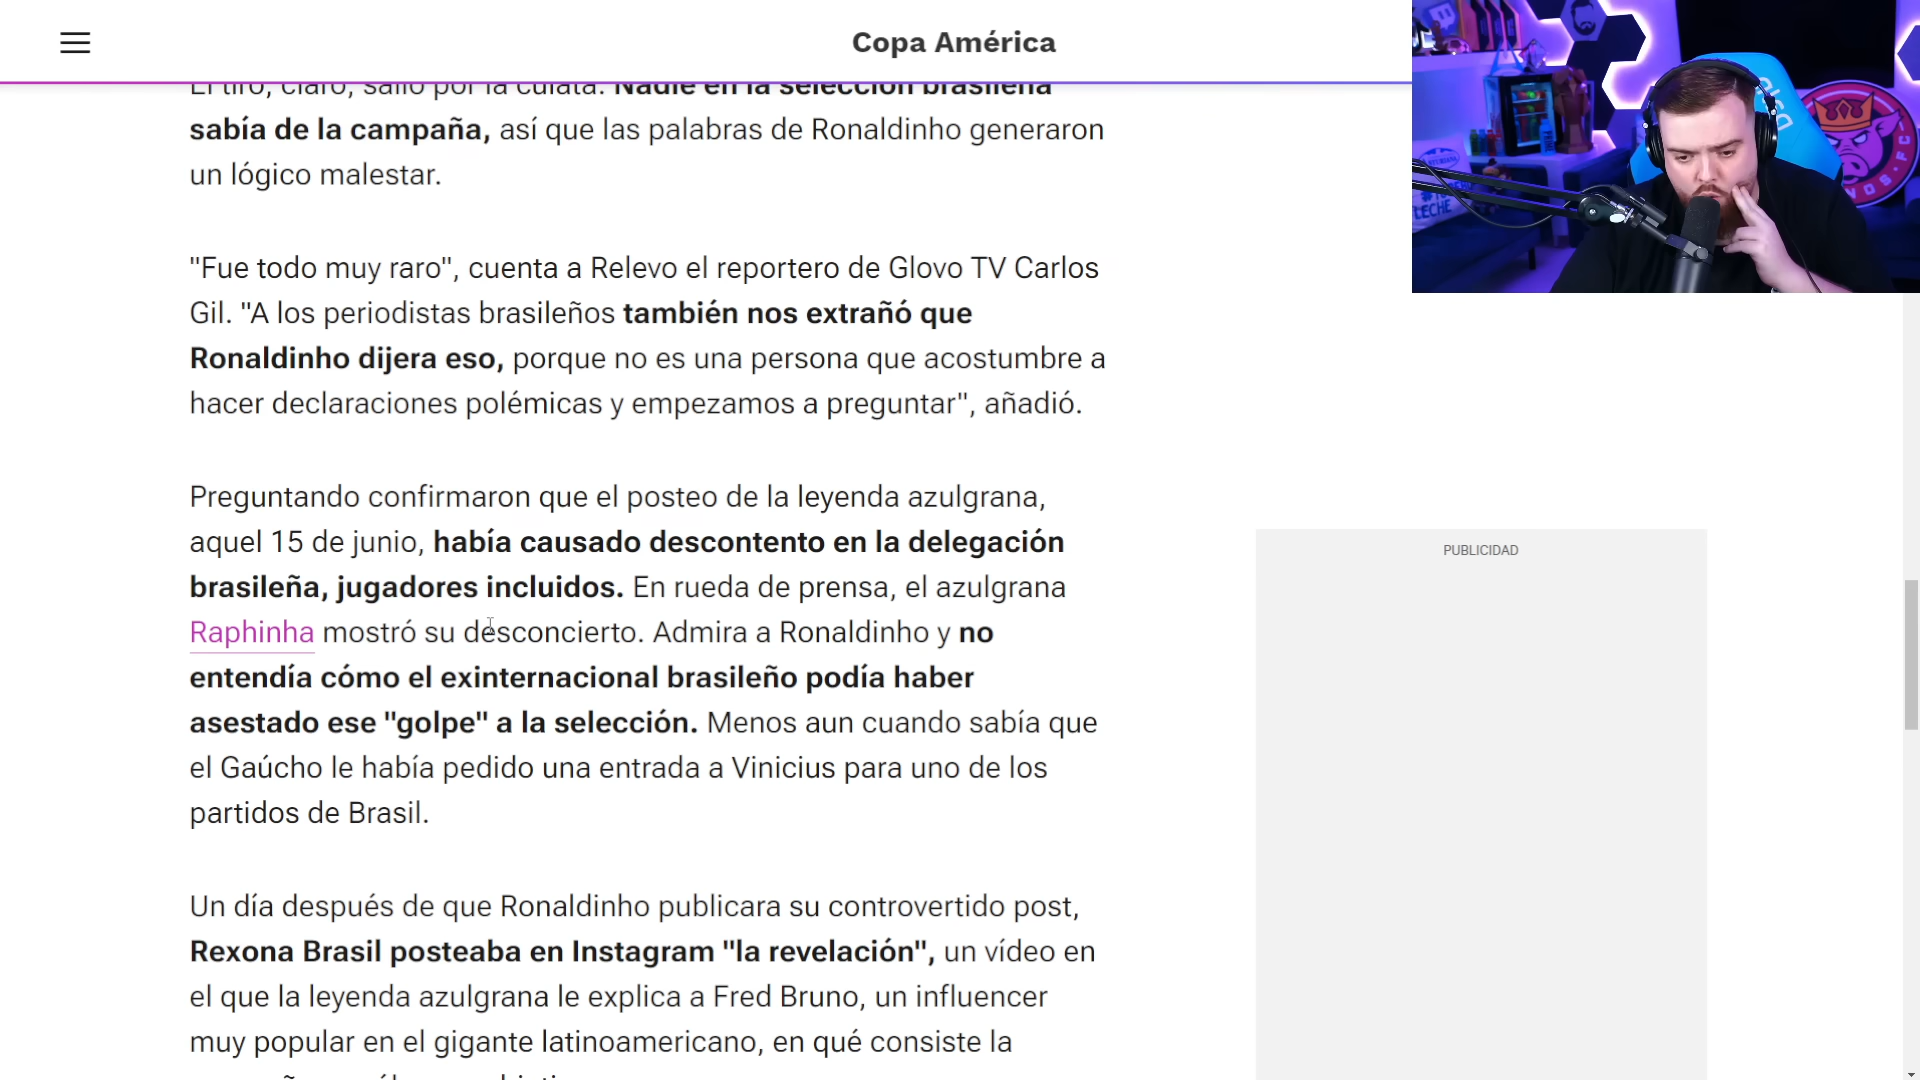 Copa América
El tiro, claro, salió por la culata. Nadie en la selección brasileña
sabía de la campaña, así que las palabras de Ronaldinho generaron
un lógico malestar.
"Fue todo muy raro", cuenta a Relevo el reportero de Glovo TV Carlos
Gil. "A los periodistas brasileños también nos extrañó que
Ronaldinho dijera eso, porque no es una persona que acostumbre a
hacer declaraciones polémicas y empezamos a preguntar", añadió.
Preguntando confirmaron que el posteo de la leyenda azulgrana,
aquel 15 de junio, había causado descontento en la delegación
brasileña, jugadores incluidos. En rueda de prensa, el azulgrana
Raphinha mostró su desconcierto. Admira a Ronaldinho y no
entendía cómo el exinternacional brasileño podía haber
asestado ese "golpe" a la selección. Menos aun cuando sabía que
el Gaúcho le había pedido una entrada a Vinicius para uno de los
partidos de Brasil.
Un día después de que Ronaldinho publicara su controvertido post,
Rexona Brasil posteaba en Instagram "la revelación", un vídeo en
el que la leyenda azulgrana le explica a Fred Bruno, un influencer
muy popular en el gigante latinoamericano, en qué consiste la
PUBLICIDAD
LECHE